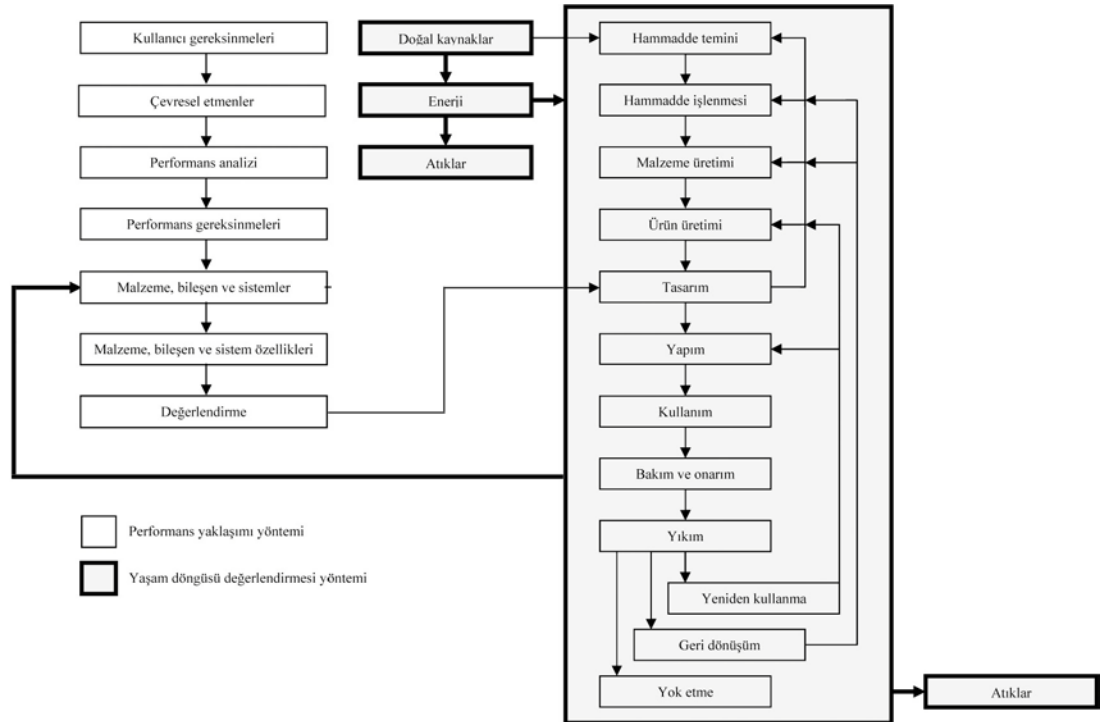 Kullanıcı gereksinmeleri
Çevresel etmenler
Performans analizi
Performans gereksinmeleri
Malzeme, bileşen ve sistemler
Malzeme, bileşen ve sistem özellikleri
Değerlendirme
Doğal kaynaklar
Enerji
Atıklar
Hammadde temini
Hammadde işlenmesi
Malzeme üretimi
Ürün üretimi
Tasarım
Yapım
Kullanım
Bakım ve onarım
Yıkım
Yeniden kullanma
Geri dönüşüm
Yok etme
Atıklar
Performans yaklaşımı yöntemi
Yaşam döngüsü değerlendirmesi yöntemi